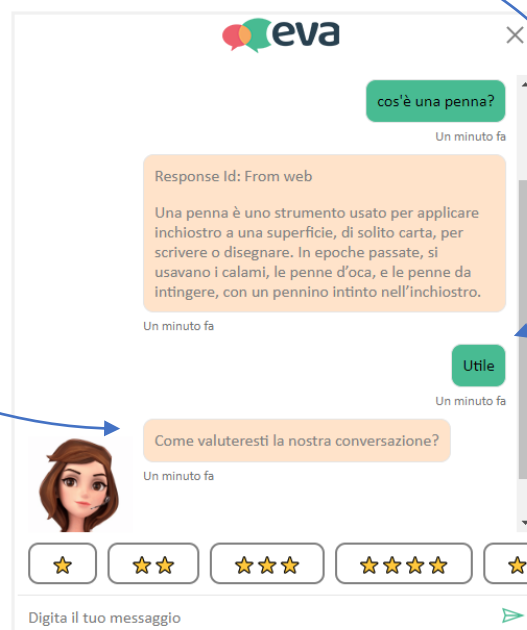 eva
cos'è una penna?
Un minuto fa
Response Id: From web
Una penna è uno strumento usato per applicare
inchiostro a una superficie, di solito carta, per
scrivere o disegnare. In epoche passate, si
usavano i calami, le penne d'oca, e le penne da
intingere, con un pennino intinto nell'inchiostro.
Un minuto fa
Utile
Un minuto fa
Come valuteresti la nostra conversazione?
Un minuto fa
Digita il tuo messaggio